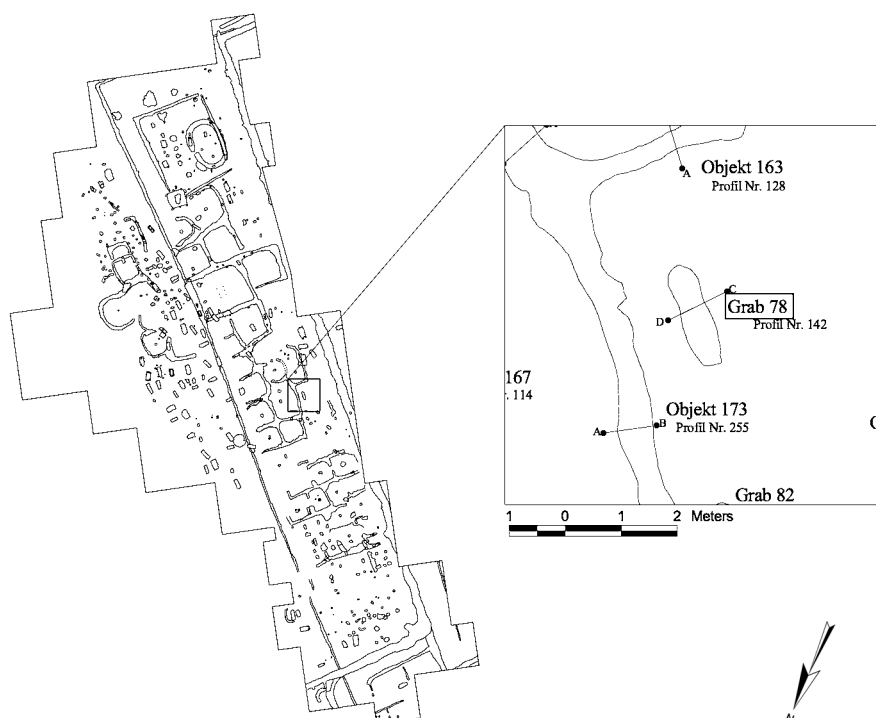 A
Objekt 163
Profil Nr. 128
C
Grab 78
D
Profil Nr. 142
167
r. 114
Objekt 173
A
B
Profil Nr. 255
Grab 82
1 0 1 2 Meters